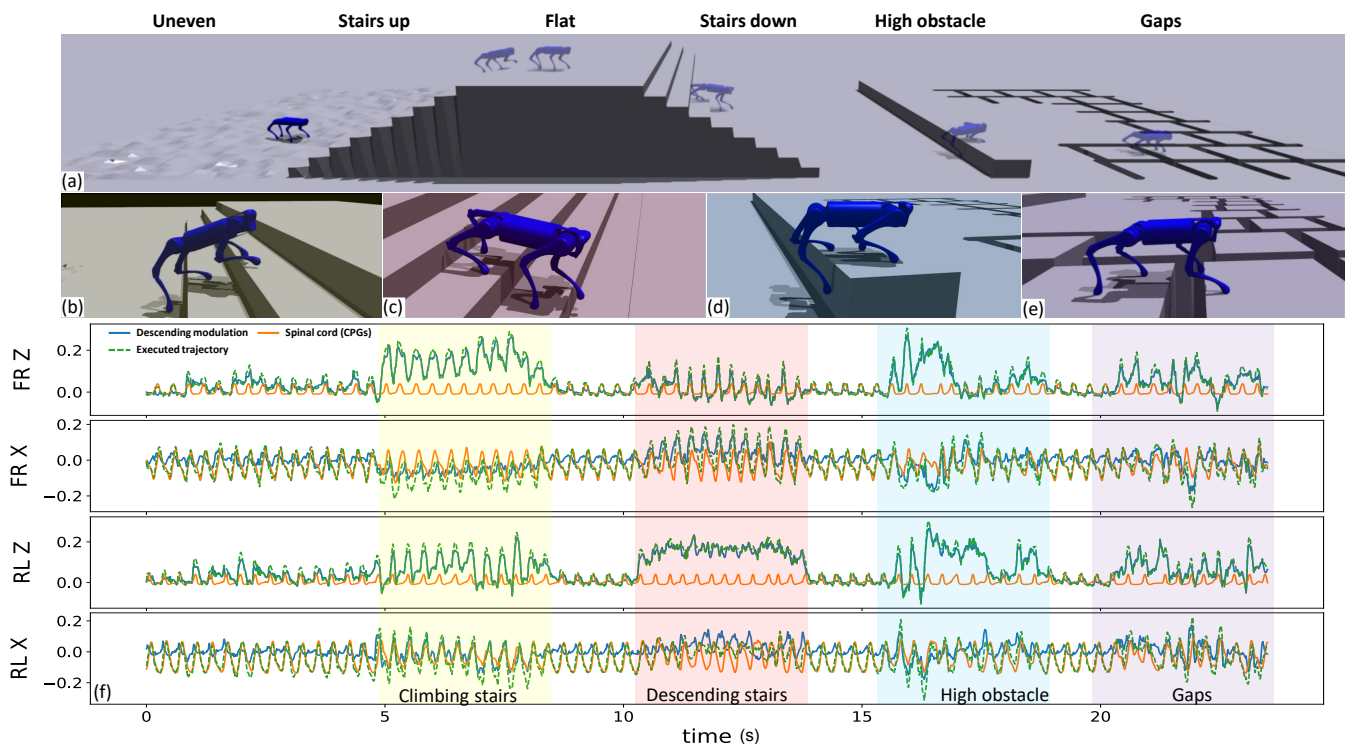 Uneven Stairs up Flat Stairs down High obstacle Gaps
(a)
(b) (c) (d) (e)
Descending modulation Spinal cord (CPGs)
Executed trajectory
FR Z
0.2
0.0
FR X
0.2
0.0
−0.2
RL Z
0.2
0.0
RL X
0.2
0.0
−0.2
(f) Climbing stairs Descending stairs High obstacle Gaps
0 5 10 15 20
time (s)